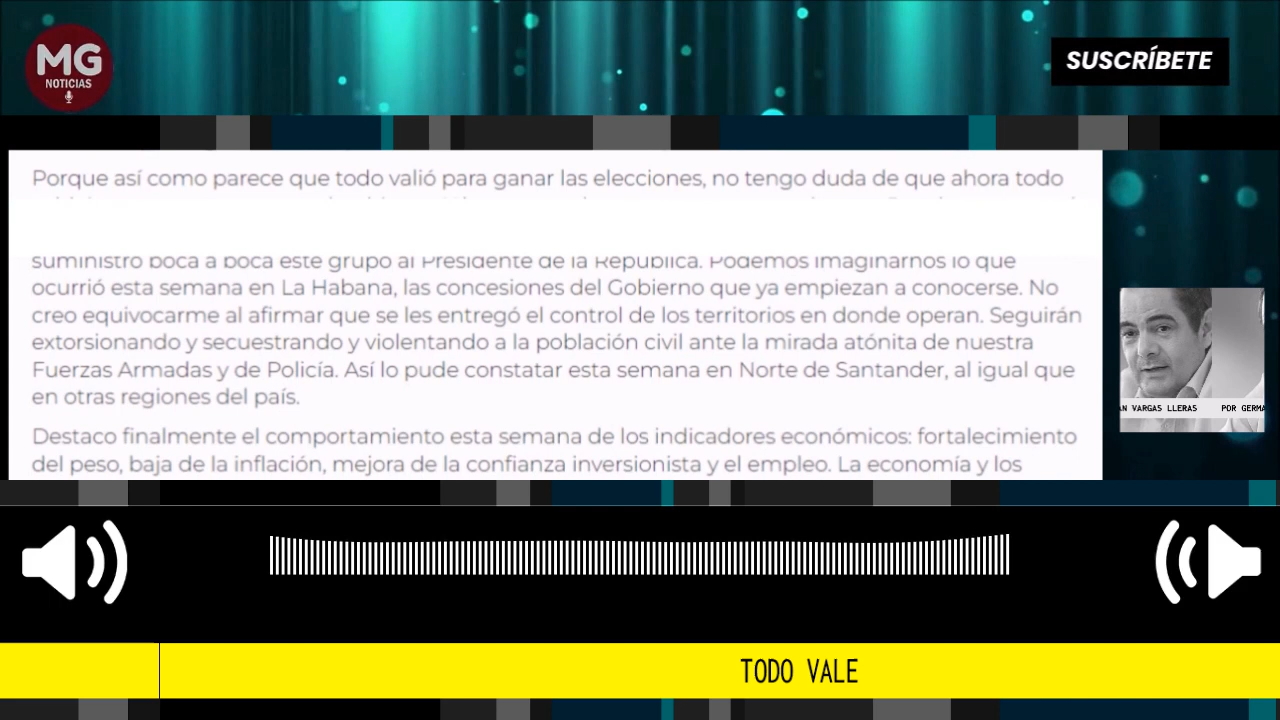 MG
NOTICIAS
SUSCRÍBETE
Porque así como parece que todo valió para ganar las elecciones, no tengo duda de que ahora todo
suministró boca a boca este grupo al Presidente de la República. Podemos imaginarnos lo que
ocurrió esta semana en La Habana, las concesiones del Gobierno que ya empiezan a conocerse. No
creo equivocarme al afirmar que se les entregó el control de los territorios en donde operan. Seguirán
extorsionando y secuestrando y violentando a la población civil ante la mirada atónita de nuestra
Fuerzas Armadas y de Policía. Así lo pude constatar esta semana en Norte de Santander, al igual que
en otras regiones del país.
Destaco finalmente el comportamiento esta semana de los indicadores económicos: fortalecimiento
del peso, baja de la inflación, mejora de la confianza inversionista y el empleo. La economía y los
AN VARGAS LLERAS POR GERMA
TODO VALE